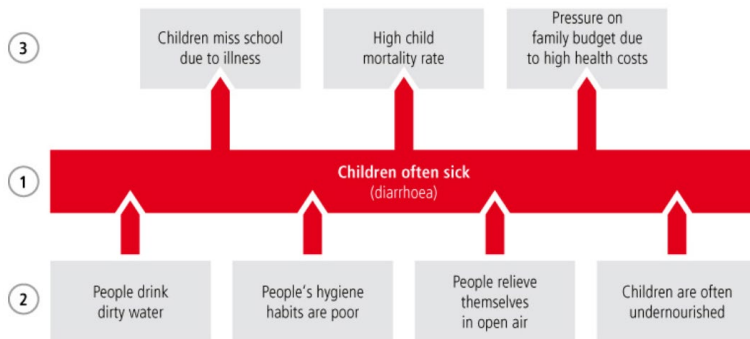 3
Children miss school
due to illness
High child
mortality rate
Pressure on
family budget due
to high health costs
1
Children often sick
(diarrhoea)
2
People drink
dirty water
People’s hygiene
habits are poor
People relieve
themselves
in open air
Children are often
undernourished